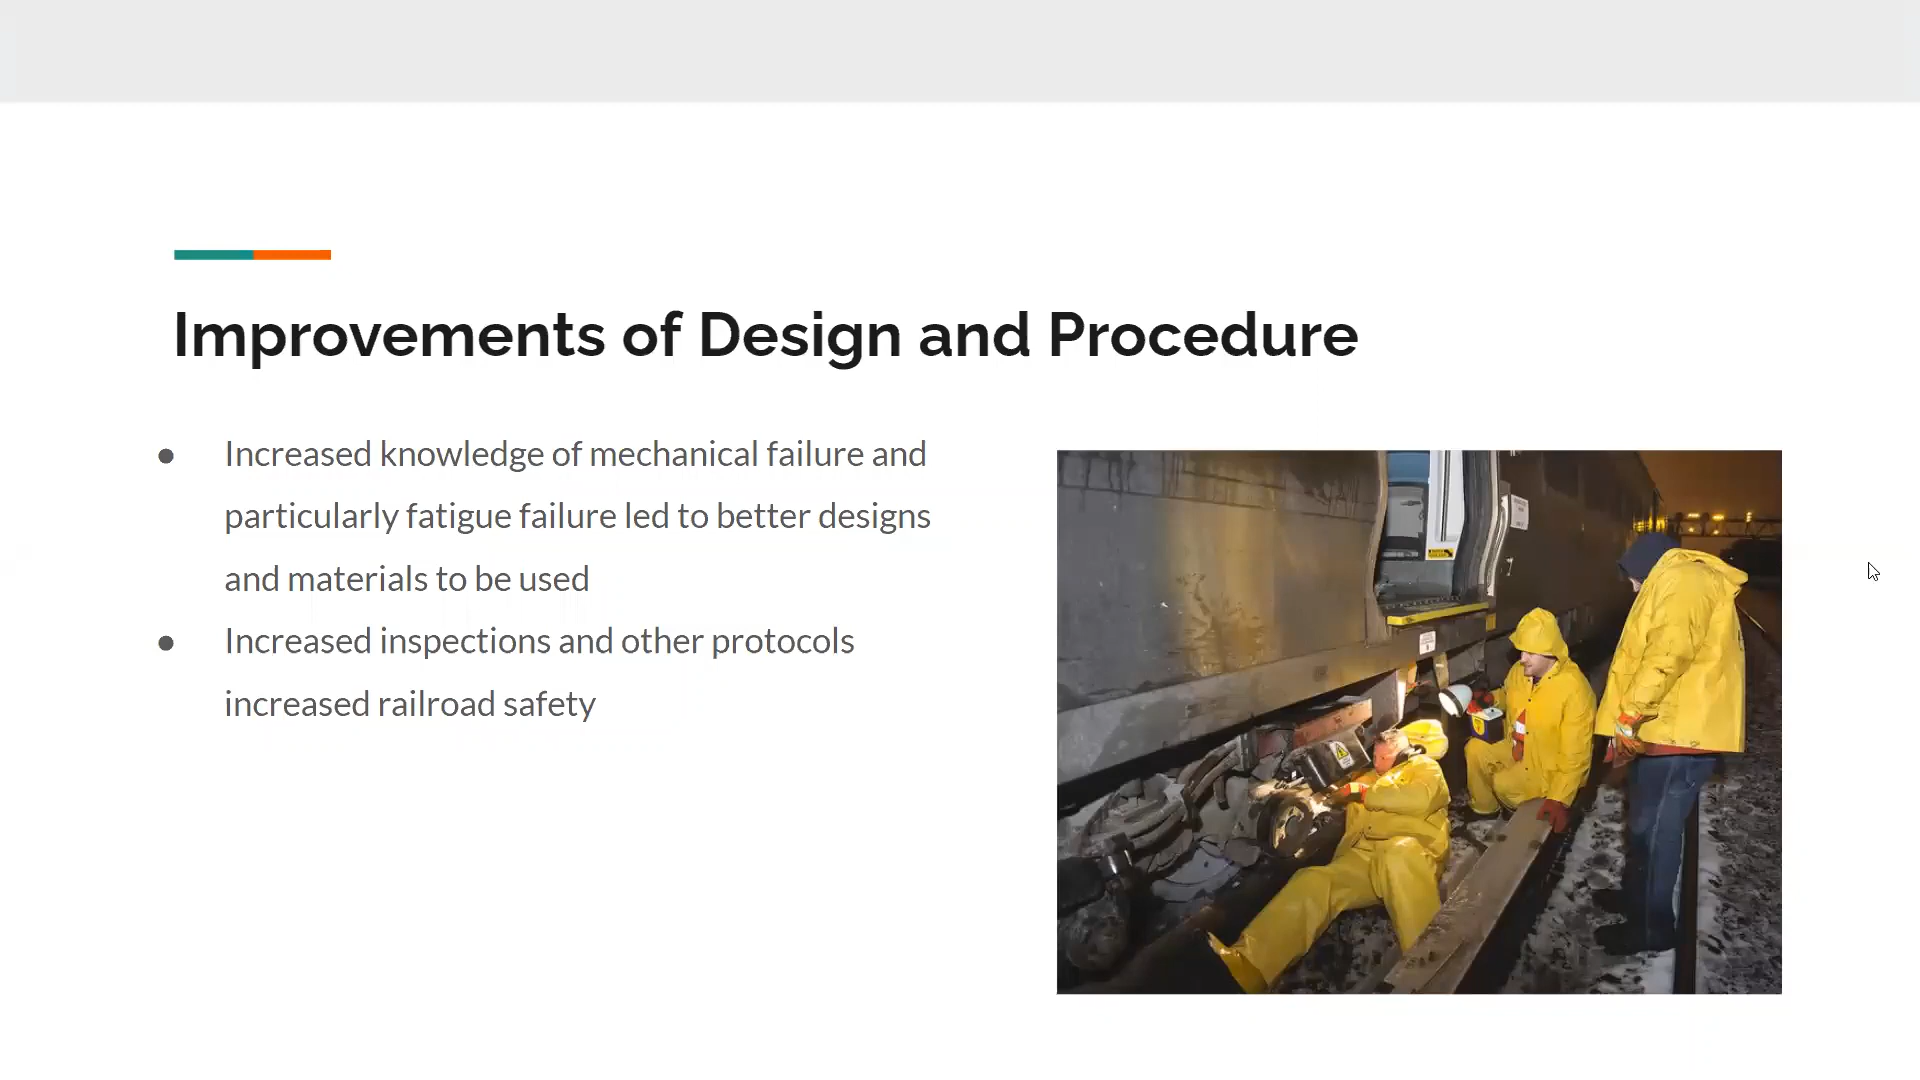 Improvements of Design and Procedure
● Increased knowledge of mechanical failure and
particularly fatigue failure led to better designs
and materials to be used
● Increased inspections and other protocols
increased railroad safety